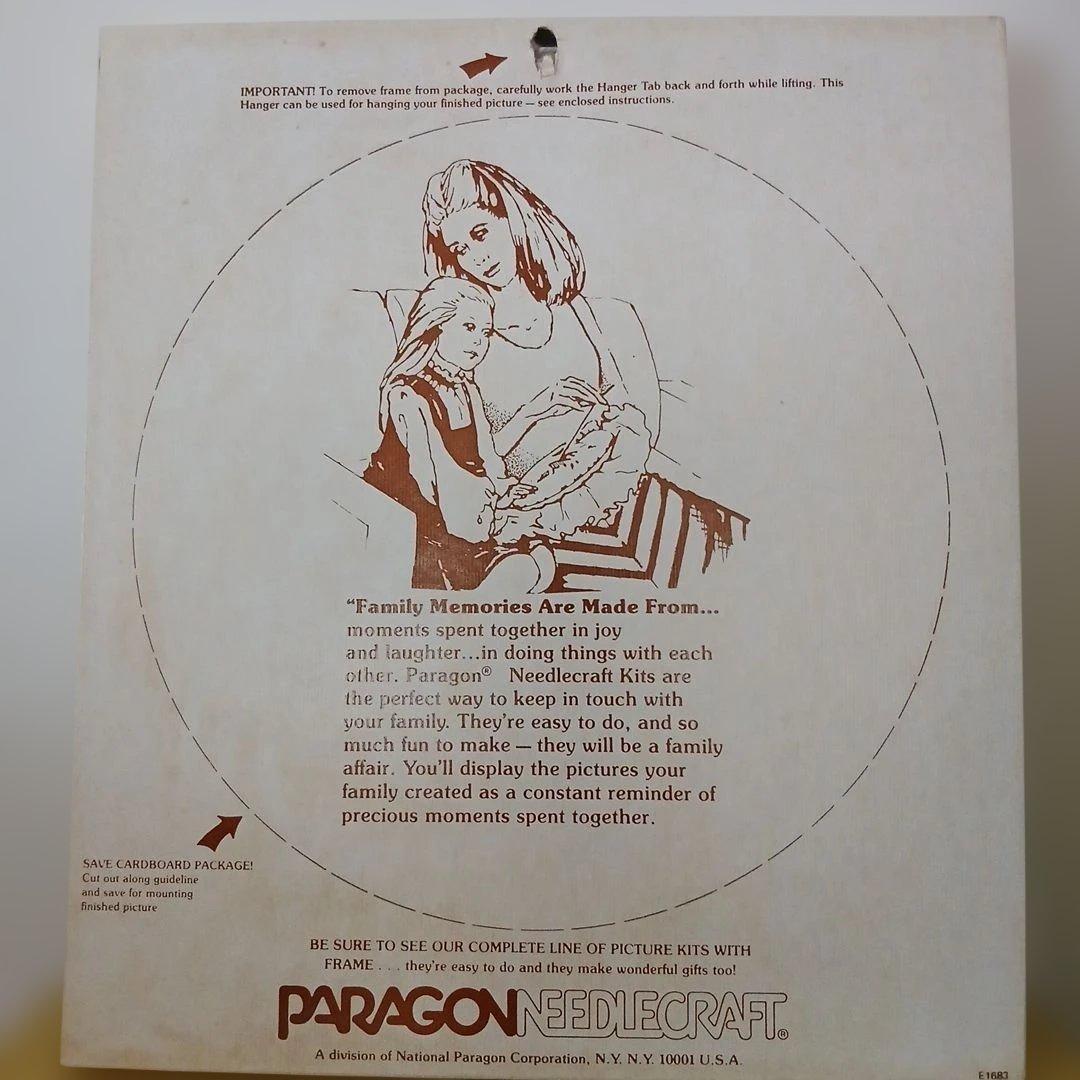 IMPORTANT! To remove frame from package, carefully work the Hanger Tab back and forth while lifting. This
Hanger can be used for hanging your finished picture — see enclosed instructions.
"Family Memories Are Made From...
moments spent together in joy
and laughter...in doing things with each
other. Paragon® Needlecraft Kits are
the perfect way to keep in touch with
your family. They're easy to do, and so
much fun to make — they will be a family
affair. You'll display the pictures your
family created as a constant reminder of
precious moments spent together.
SAVE CARDBOARD PACKAGE!
Cut out along guideline
and save for mounting
finished picture
BE SURE TO SEE OUR COMPLETE LINE OF PICTURE KITS WITH
FRAME . . . they're easy to do and they make wonderful gifts too!
PARAGON NEEDLECRAFT®
A division of National Paragon Corporation, N.Y. N.Y. 10001 U.S.A.
E1683